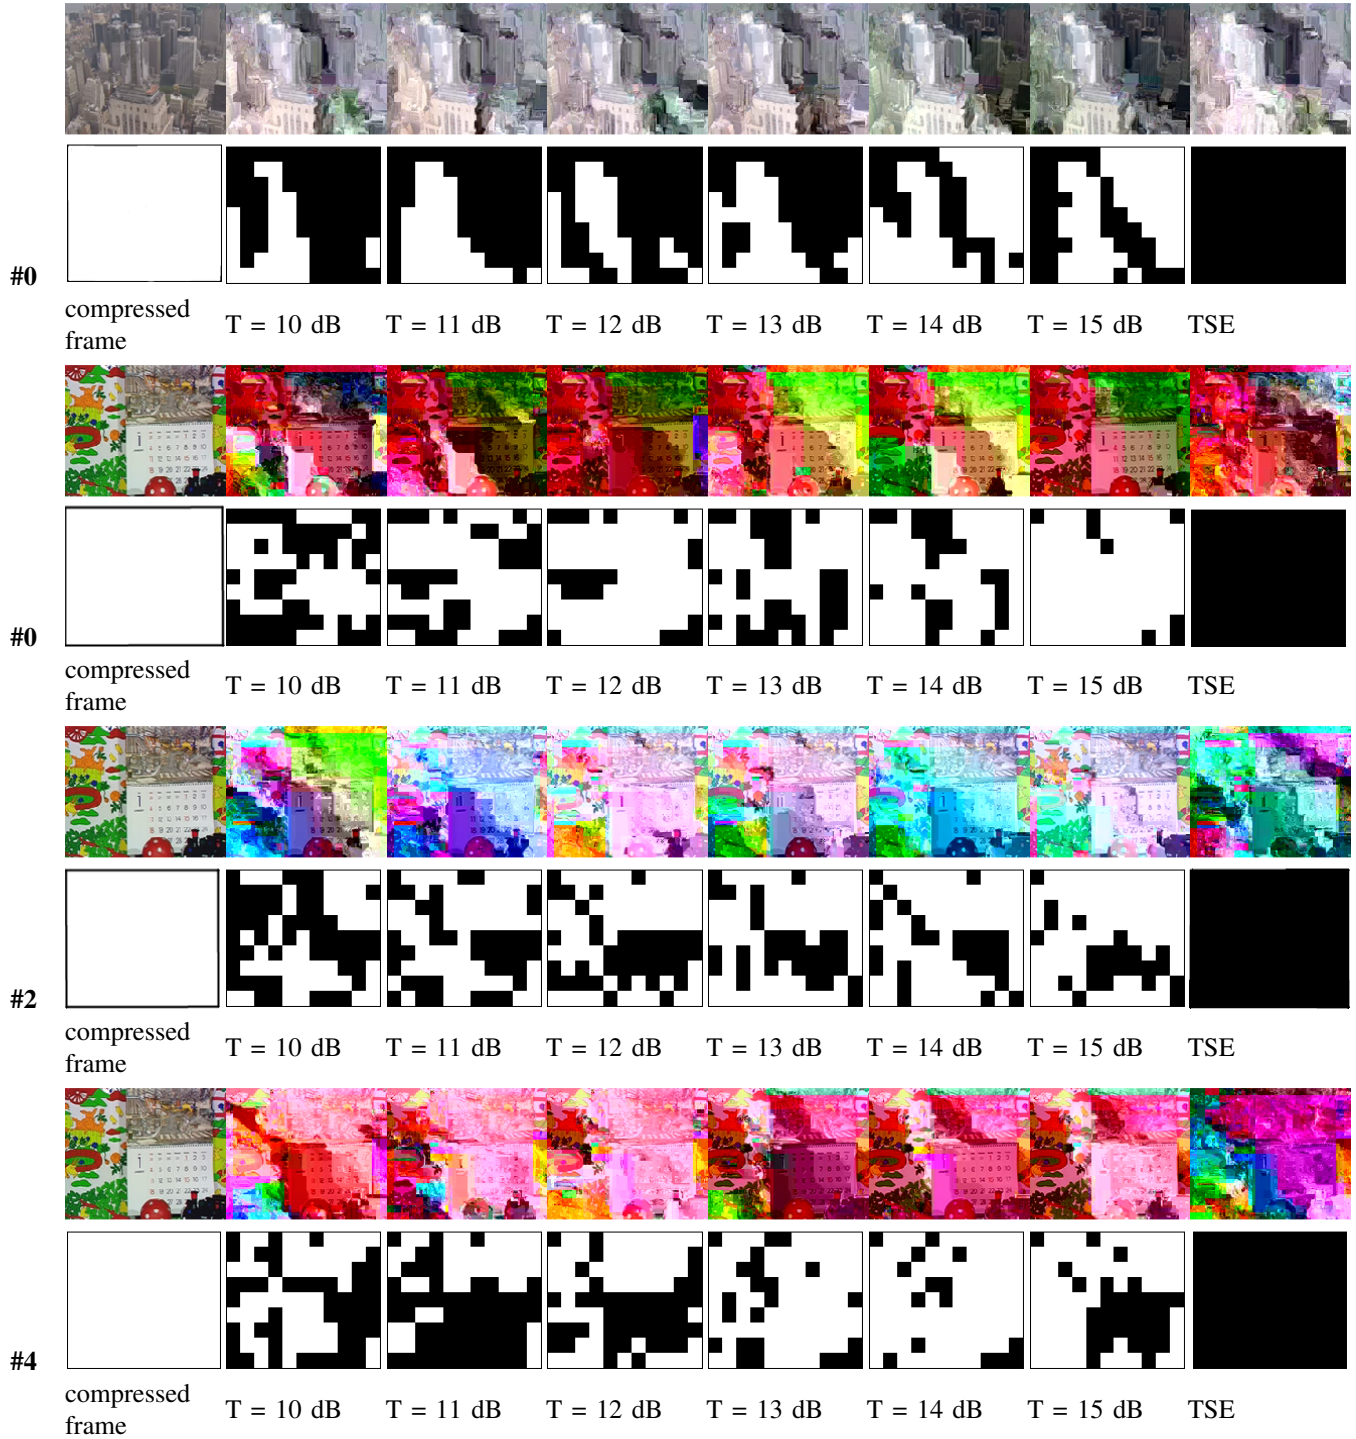 #0
compressed
frame
T = 10 dB T = 11 dB T = 12 dB T = 13 dB T = 14 dB T = 15 dB TSE
#0
compressed
frame
T = 10 dB T = 11 dB T = 12 dB T = 13 dB T = 14 dB T = 15 dB TSE
#2
compressed
frame
T = 10 dB T = 11 dB T = 12 dB T = 13 dB T = 14 dB T = 15 dB TSE
#4
compressed
frame
T = 10 dB T = 11 dB T = 12 dB T = 13 dB T = 14 dB T = 15 dB TSE